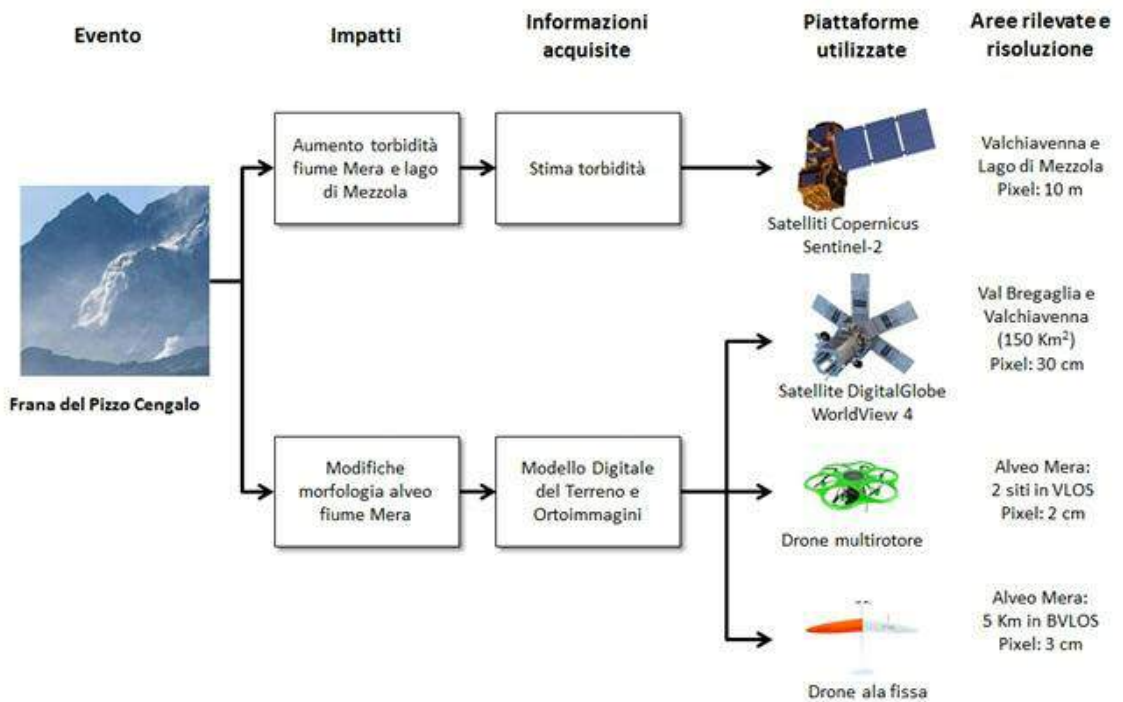 Evento
Impatti
Informazioni
acquisite
Piattaforme
utilizzate
Aree rilevate e
risoluzione
Frana del Pizzo Cengalo
Aumento torbidità
fiume Mera e lago
di Mezzola
Stima torbidità
Satelliti Copernicus
Sentinel-2
Valchiavenna e
Lago di Mezzola
Pixel: 10 m
Satellite DigitalGlobe
WorldView 4
Val Bregaglia e
Valchiavenna
(150 Km²)
Pixel: 30 cm
Modifiche
morfologia alveo
fiume Mera
Modello Digitale
del Terreno e
Ortoimmagini
Drone multirotore
Alveo Mera:
2 siti in VLOS
Pixel: 2 cm
Drone ala fissa
Alveo Mera:
5 Km in BVLOS
Pixel: 3 cm